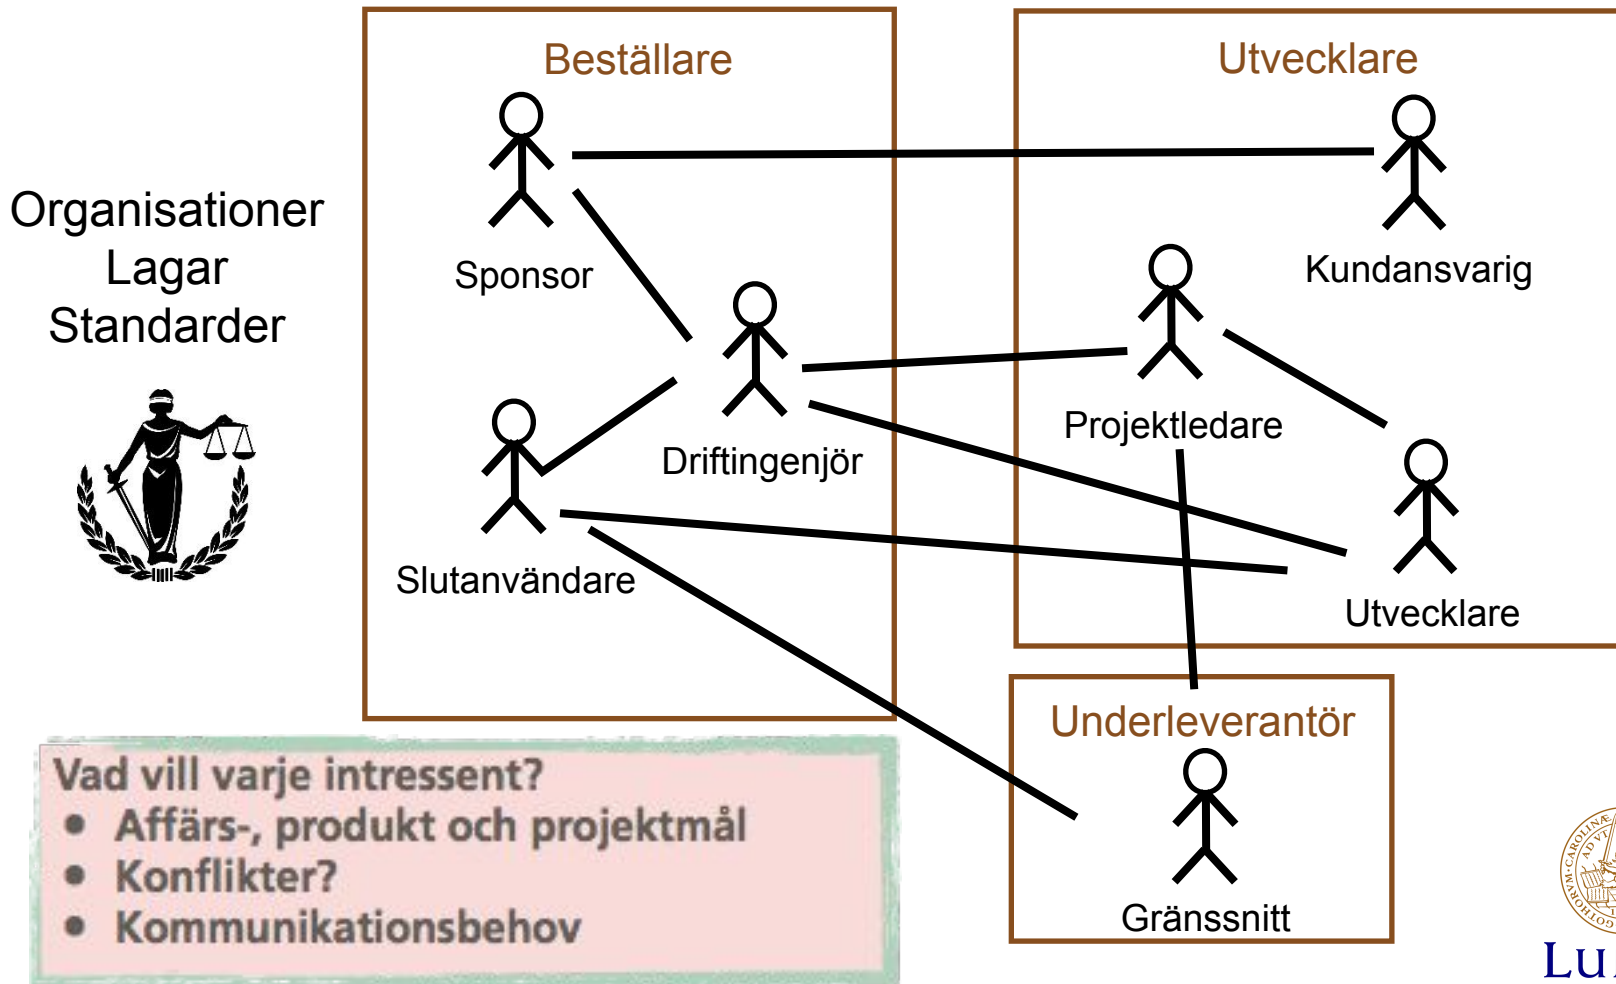 Beställare
Utvecklare
Organisationer
Lagar
Standarder
Sponsor
Kundansvarig
Driftingenjör
Projektledare
Slutanvändare
Utvecklare
Underleverantör
Gränssnitt
Vad vill varje intressent?
• Affärs-, produkt och projektmål
• Konflikter?
• Kommunikationsbehov